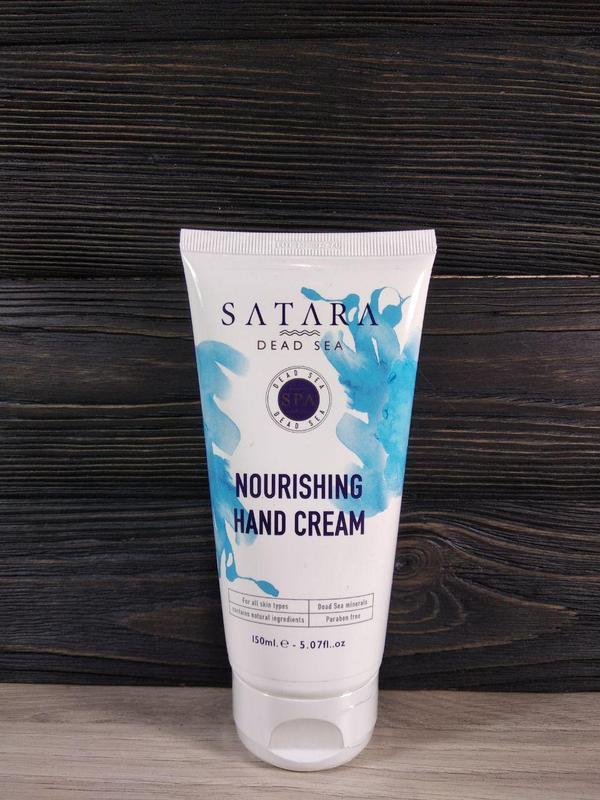 SATARA
DEAD SEA
DEAD SEA
SPA
DEAD SEA
NOURISHING
HAND CREAM
For all skin types
Dead Sea minerals
contains natural ingredients
Paraben free
150ml. ℮ - 5.07fl..oz